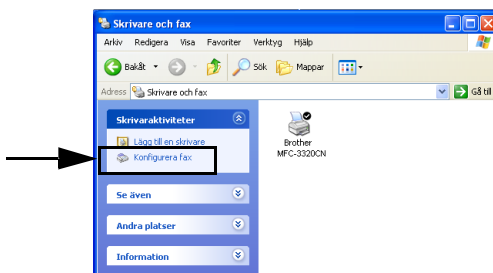 Skrivare och fax
Arkiv Redigera Visa Favoriter Verktyg Hjälp
Bakåt Sök Mappar
Adress Skrivare och fax Gå till
Skrivaraktiviteter
Lägg till en skrivare
Konfigurera fax
Se även
Andra platser
Information
Brother
MFC-3320CN